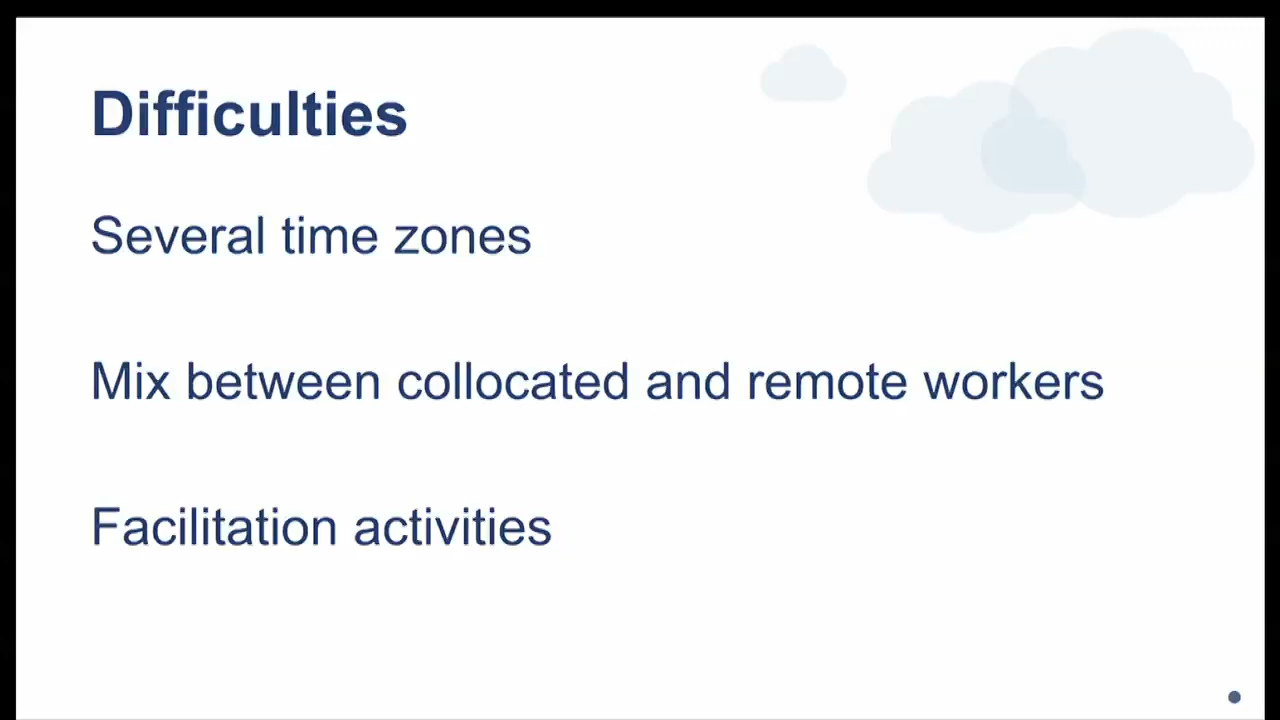 Difficulties
Several time zones
Mix between collocated and remote workers
Facilitation activities